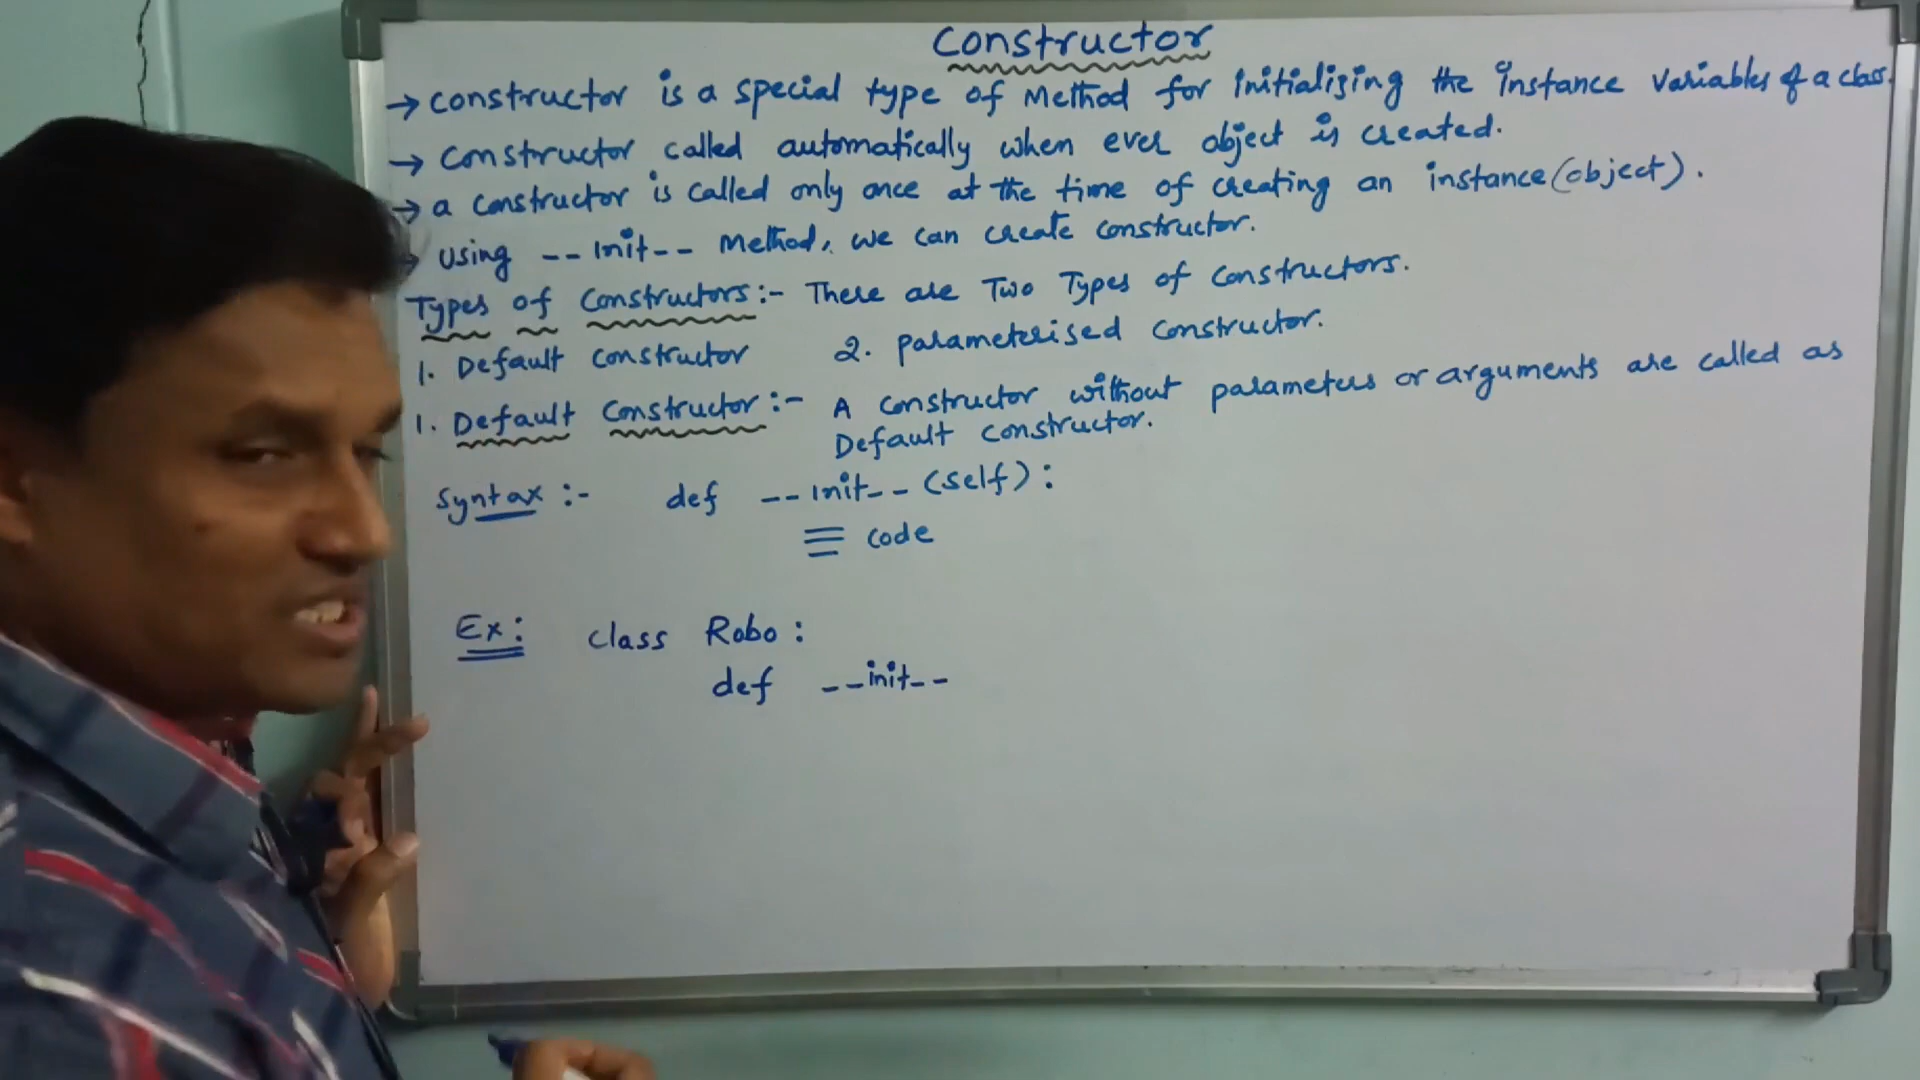 Constructor
→ constructor is a special type of Method for initializing the instance variables of a class.
→ constructor called automatically when ever object is created.
→ a constructor is called only once at the time of creating an instance (object).
→ using --init-- Method, we can create constructor.
Types of Constructors :- There are Two Types of constructors.
1. Default constructor 2. parameterised constructor.
1. Default constructor :- A constructor without parameters or arguments are called as
Default constructor.
Syntax :- def --init-- (self) :
code
Ex: class Robo :
def --init--